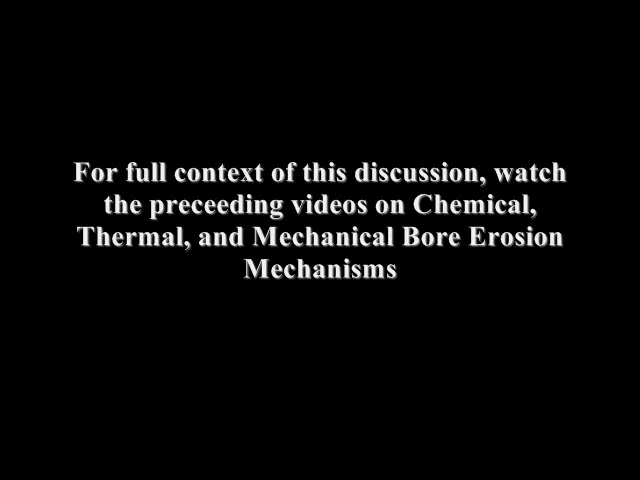 For full context of this discussion, watch
the preceeding videos on Chemical,
Thermal, and Mechanical Bore Erosion
Mechanisms